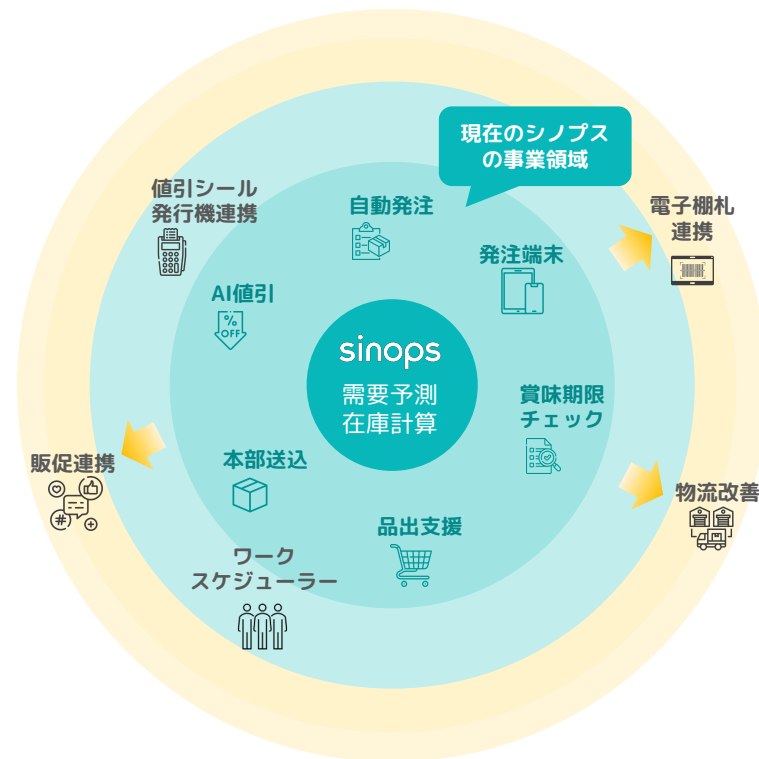 現在のシノプス
の事業領域
値引シール
発行機連携
自動発注
電子棚札
連携
発注端末
AI値引
%
OFF
sinops
需要予測
在庫計算
賞味期限
チェック
販促連携
#
本部送込
物流改善
品出支援
ワーク
スケジューラー